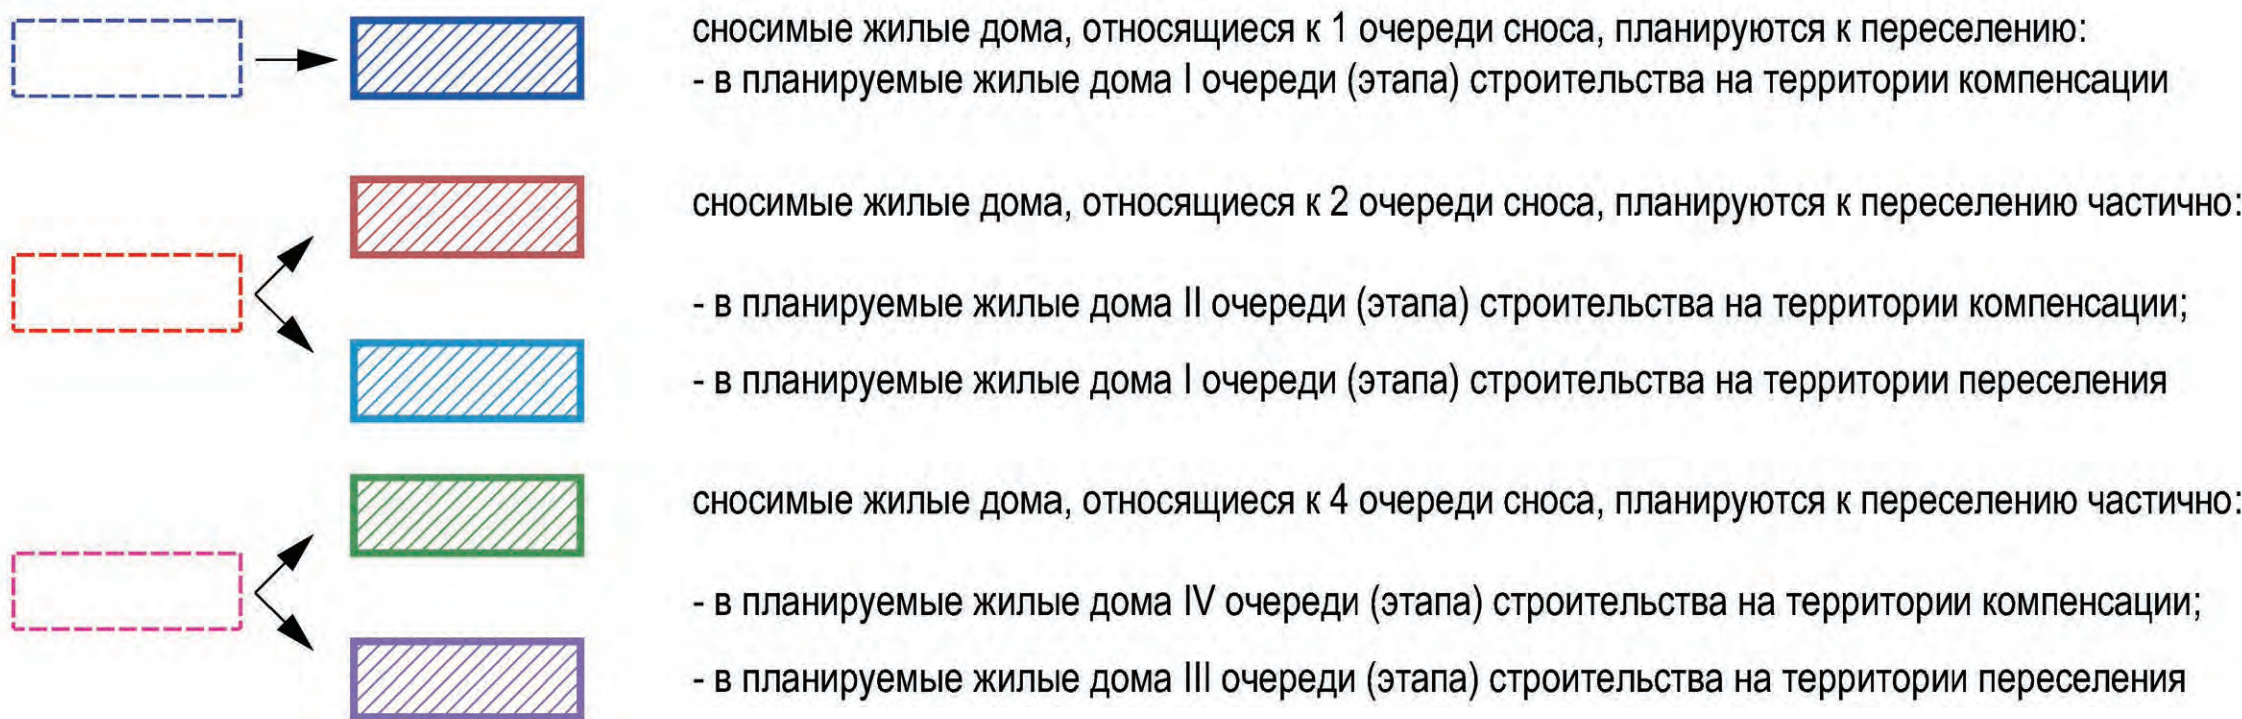 сносимые жилые дома, относящиеся к 1 очереди сноса, планируются к переселению:
- в планируемые жилые дома I очереди (этапа) строительства на территории компенсации
сносимые жилые дома, относящиеся к 2 очереди сноса, планируются к переселению частично:
- в планируемые жилые дома II очереди (этапа) строительства на территории компенсации;
- в планируемые жилые дома I очереди (этапа) строительства на территории переселения
сносимые жилые дома, относящиеся к 4 очереди сноса, планируются к переселению частично:
- в планируемые жилые дома IV очереди (этапа) строительства на территории компенсации;
- в планируемые жилые дома III очереди (этапа) строительства на территории переселения